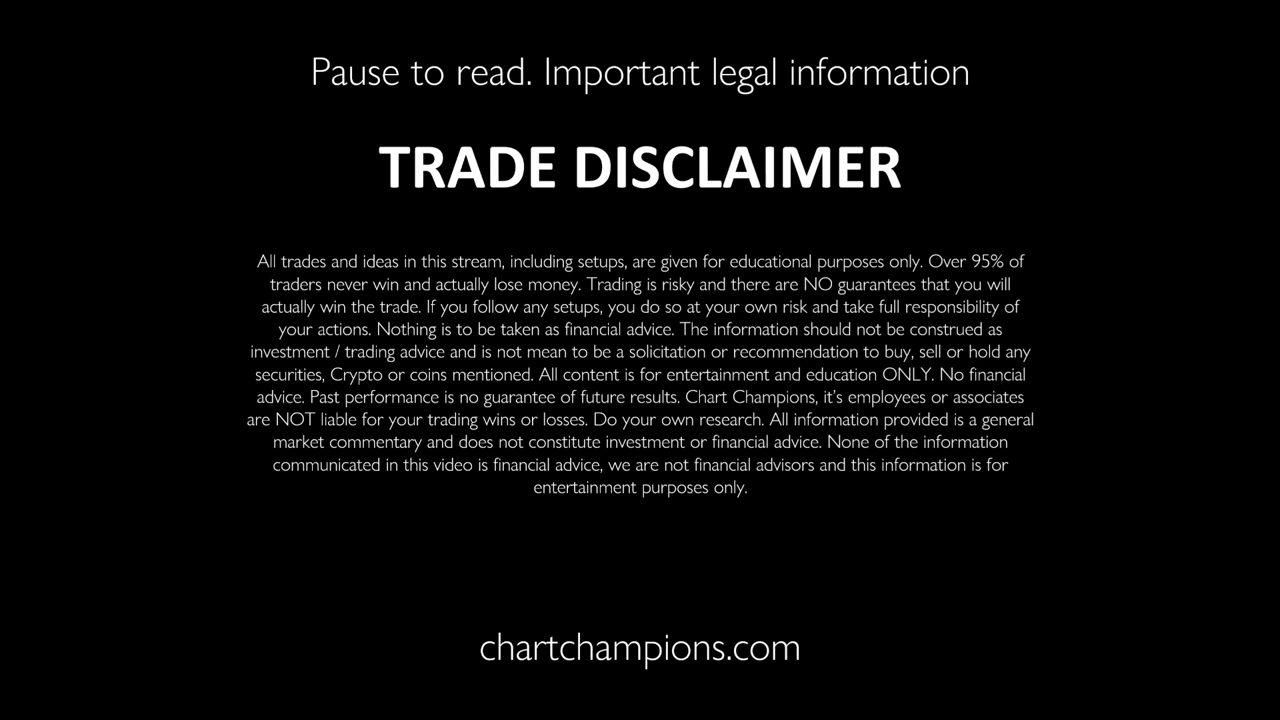 Pause to read. Important legal information
TRADE DISCLAIMER
All trades and ideas in this stream, including setups, are given for educational purposes only. Over 95% of
traders never win and actually lose money. Trading is risky and there are NO guarantees that you will
actually win the trade. If you follow any setups, you do so at your own risk and take full responsibility of
your actions. Nothing is to be taken as financial advice. The information should not be construed as
investment / trading advice and is not mean to be a solicitation or recommendation to buy, sell or hold any
securities, Crypto or coins mentioned. All content is for entertainment and education ONLY. No financial
advice. Past performance is no guarantee of future results. Chart Champions, it's employees or associates
are NOT liable for your trading wins or losses. Do your own research. All information provided is a general
market commentary and does not constitute investment or financial advice. None of the information
communicated in this video is financial advice, we are not financial advisors and this information is for
entertainment purposes only.
chartchampions.com